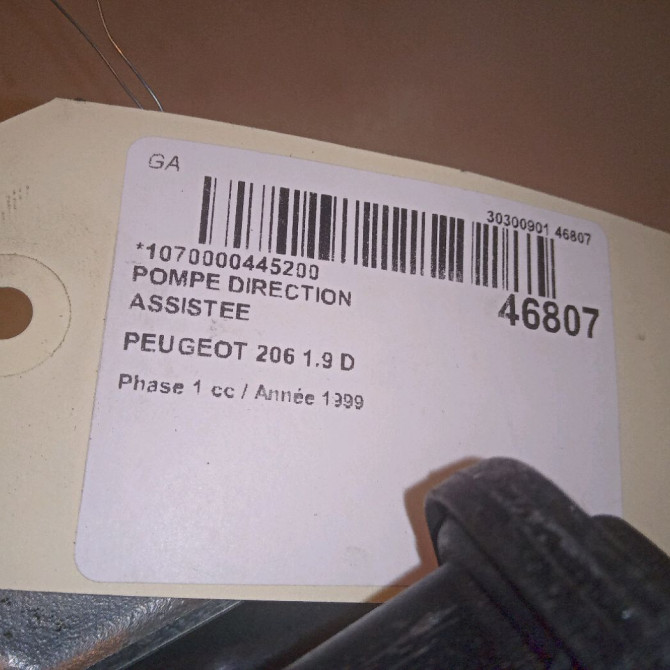 GA
30300901 46807
*1070000445200
46807
POMPE DIRECTION
ASSISTEE
PEUGEOT 206 1.9 D
Phase 1 cc / Année 1999